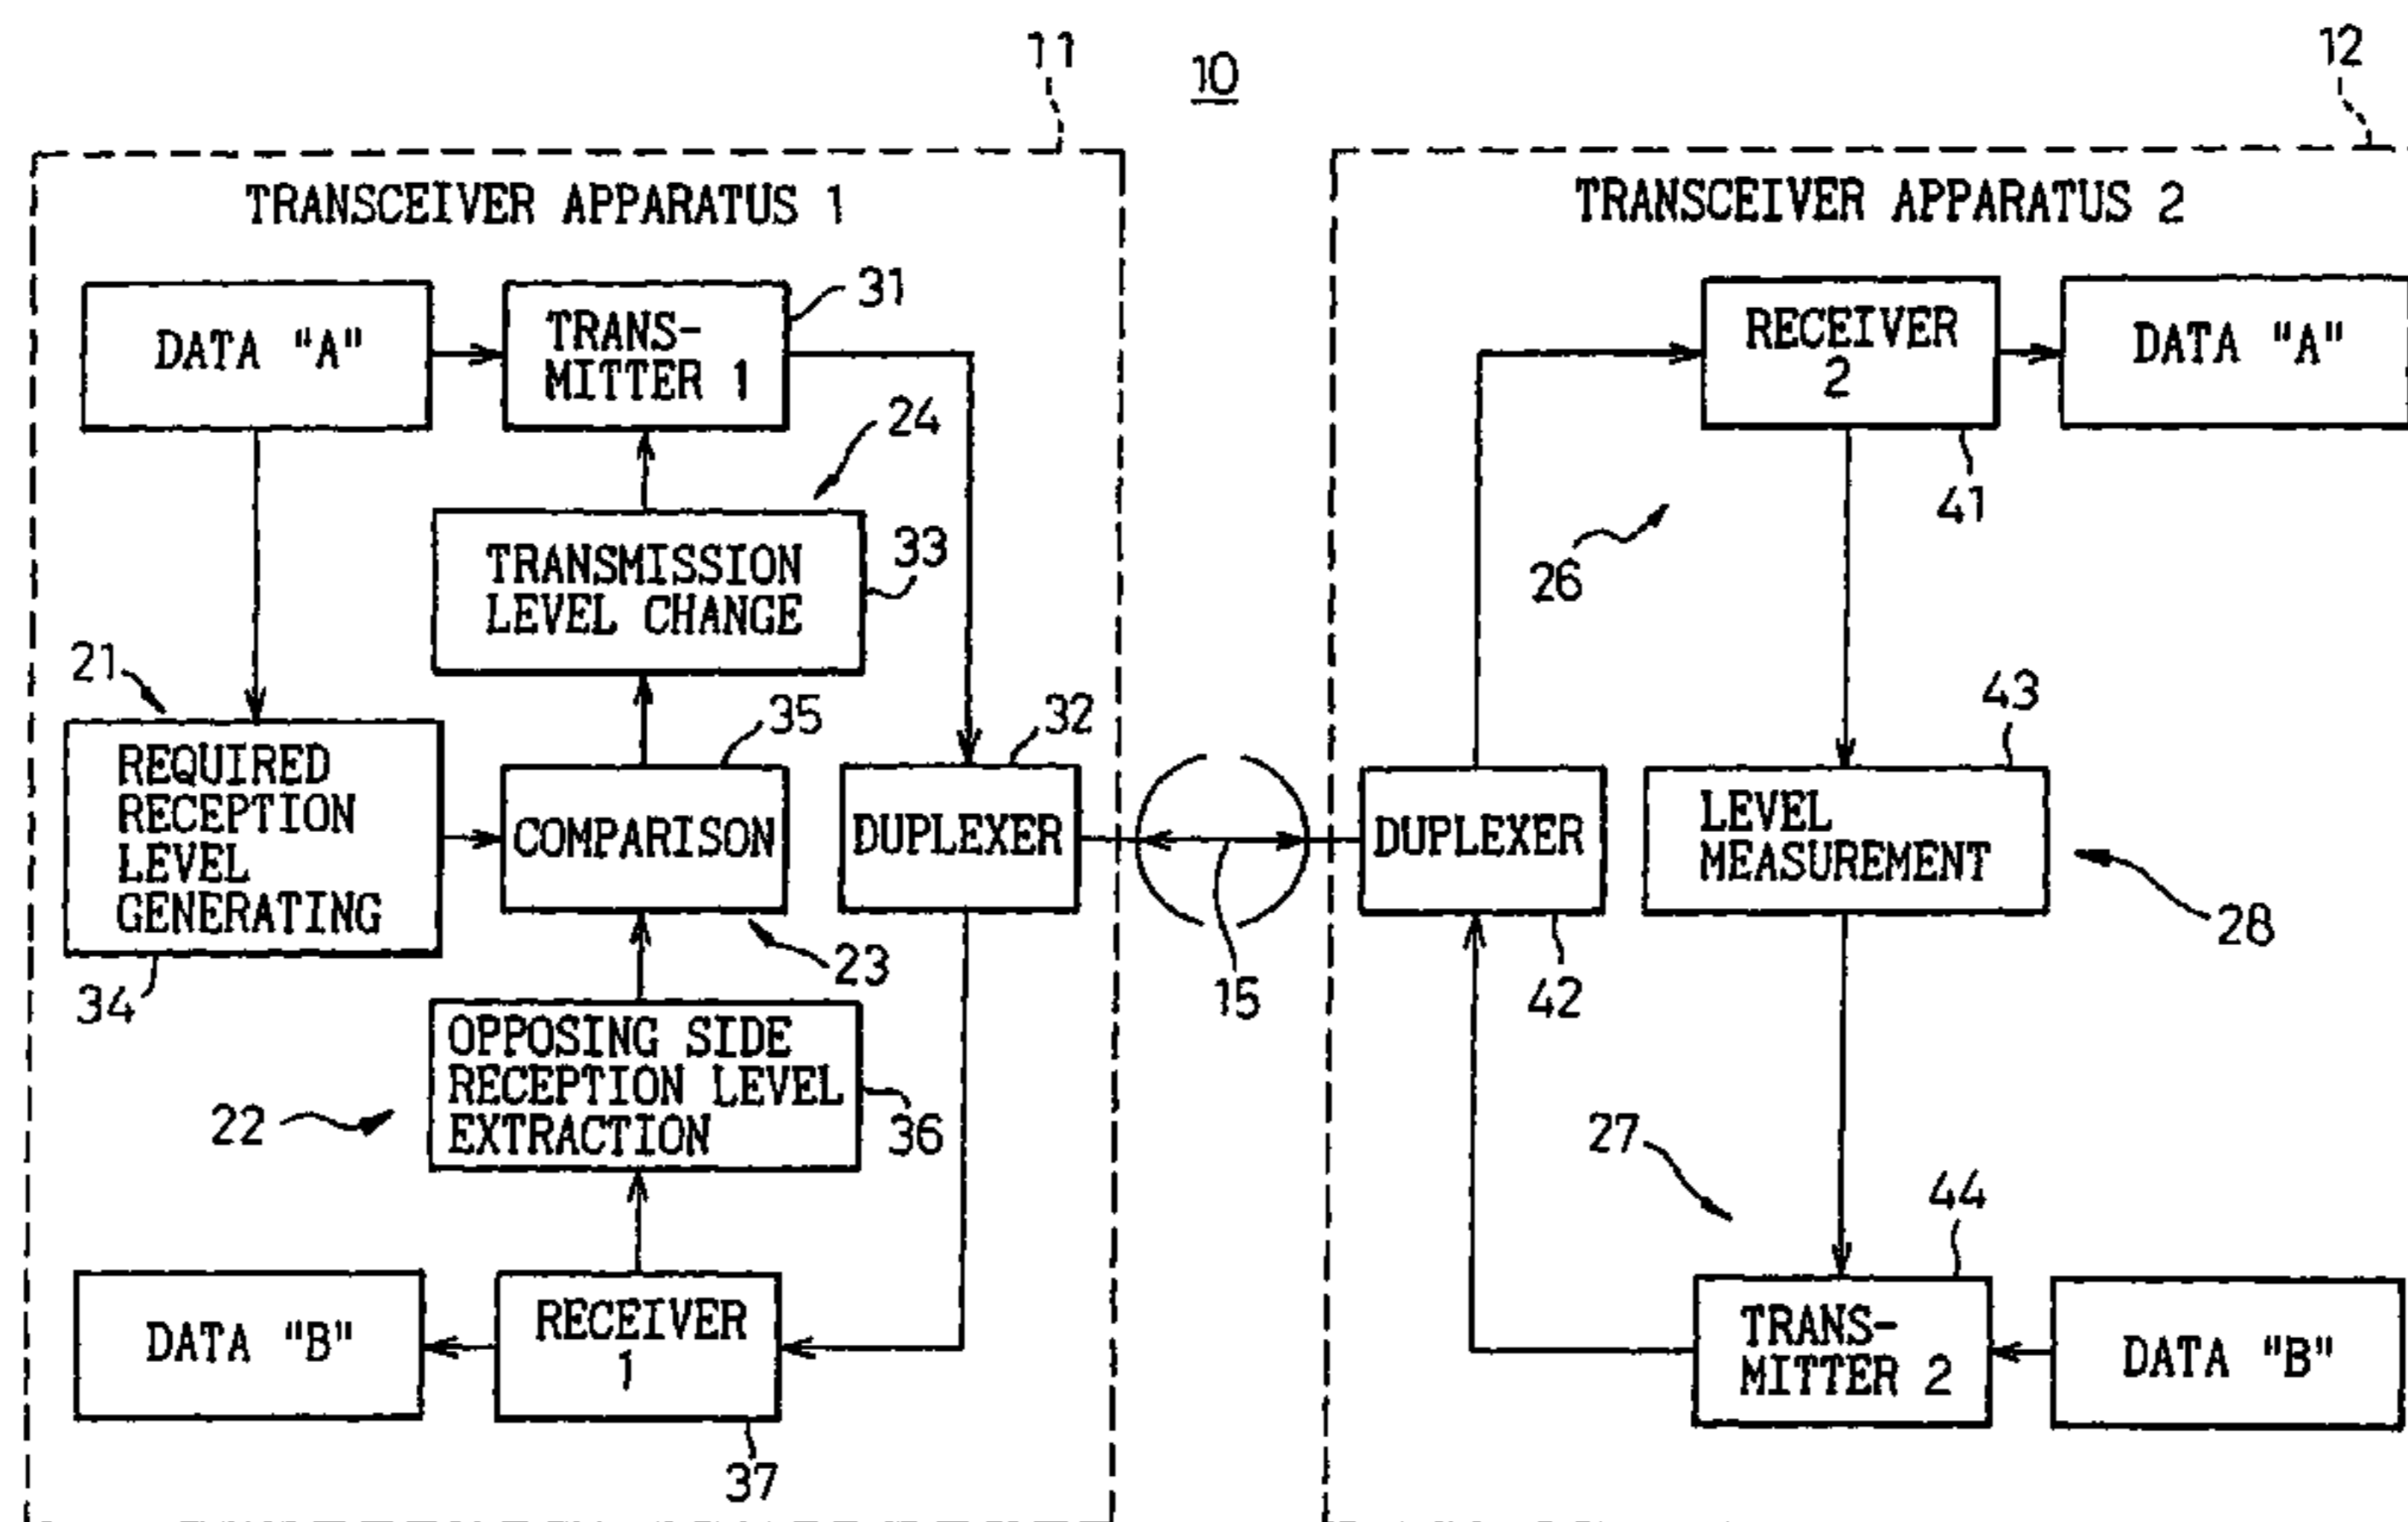 11
10
12
TRANSCEIVER APPARATUS 1
TRANSCEIVER APPARATUS 2
DATA "A"
TRANS-
MITTER 1
31
24
TRANSMISSION
LEVEL CHANGE
33
21
REQUIRED
RECEPTION
LEVEL
GENERATING
34
35
COMPARISON
23
32
DUPLEXER
OPPOSING SIDE
RECEPTION LEVEL
EXTRACTION
36
22
DATA "B"
RECEIVER
1
37
15
RECEIVER
2
41
DATA "A"
26
43
DUPLEXER
42
LEVEL
MEASUREMENT
28
27
44
TRANS-
MITTER 2
DATA "B"